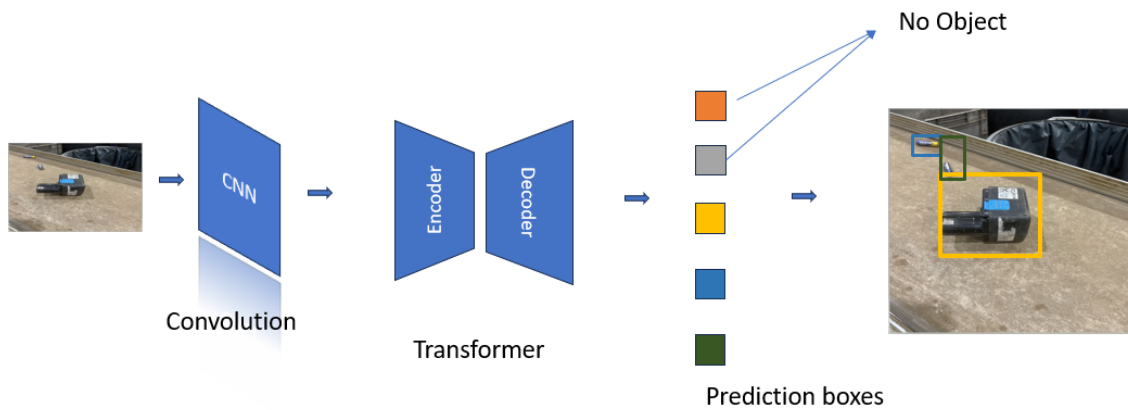 No Object
CNN
Encoder
Decoder
Convolution
Transformer
Prediction boxes